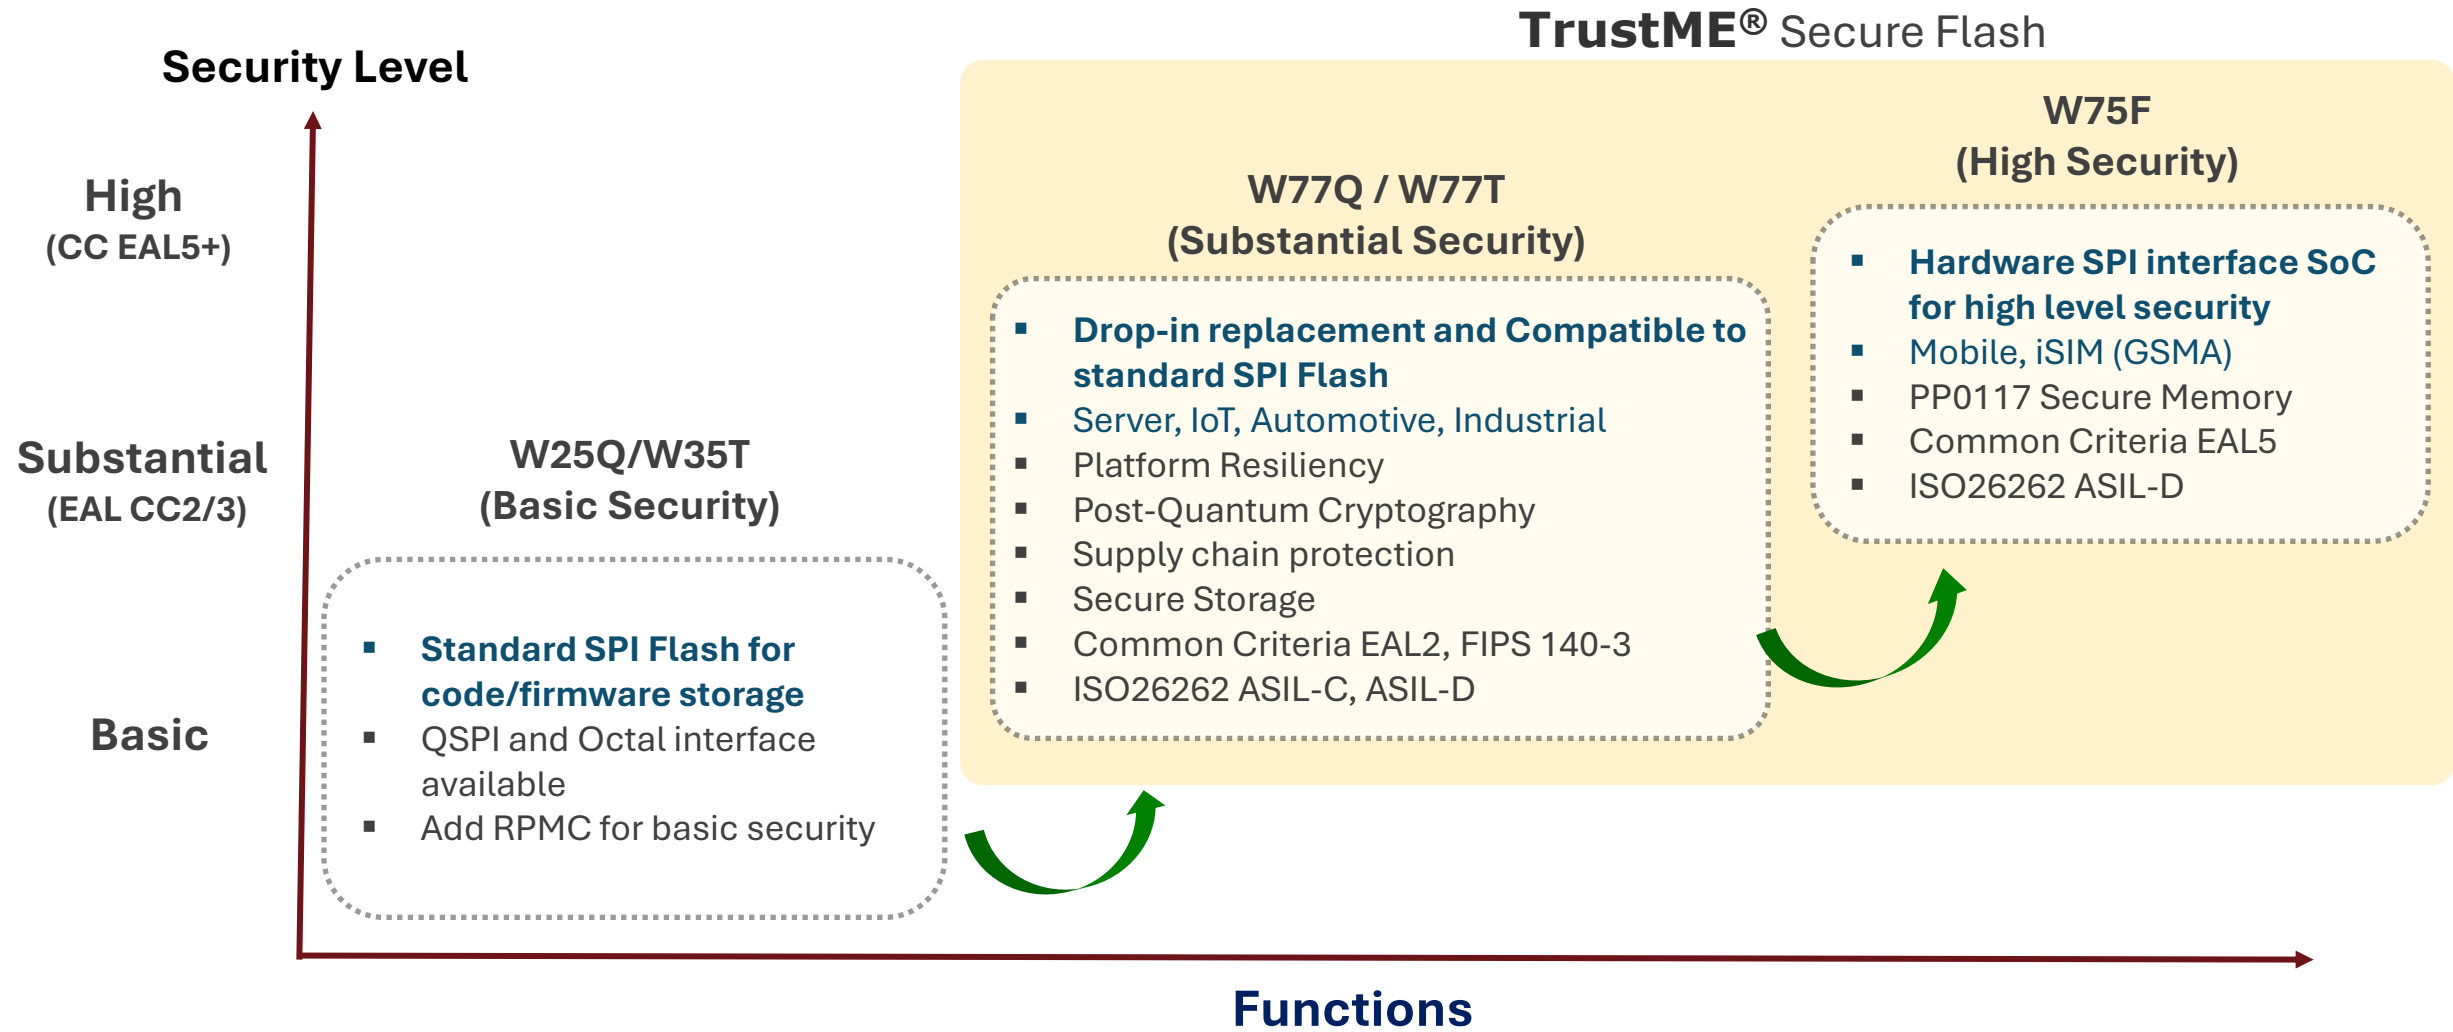 TrustME® Secure Flash
Security Level
High
(CC EAL5+)
Substantial
(EAL CC2/3)
Basic
W25Q/W35T
(Basic Security)
▪ Standard SPI Flash for
code/firmware storage
▪ QSPI and Octal interface
available
▪ Add RPMC for basic security
W77Q / W77T
(Substantial Security)
▪ Drop-in replacement and Compatible to
standard SPI Flash
▪ Server, IoT, Automotive, Industrial
▪ Platform Resiliency
▪ Post-Quantum Cryptography
▪ Supply chain protection
▪ Secure Storage
▪ Common Criteria EAL2, FIPS 140-3
▪ ISO26262 ASIL-C, ASIL-D
W75F
(High Security)
▪ Hardware SPI interface SoC
for high level security
▪ Mobile, iSIM (GSMA)
▪ PP0117 Secure Memory
▪ Common Criteria EAL5
▪ ISO26262 ASIL-D
Functions